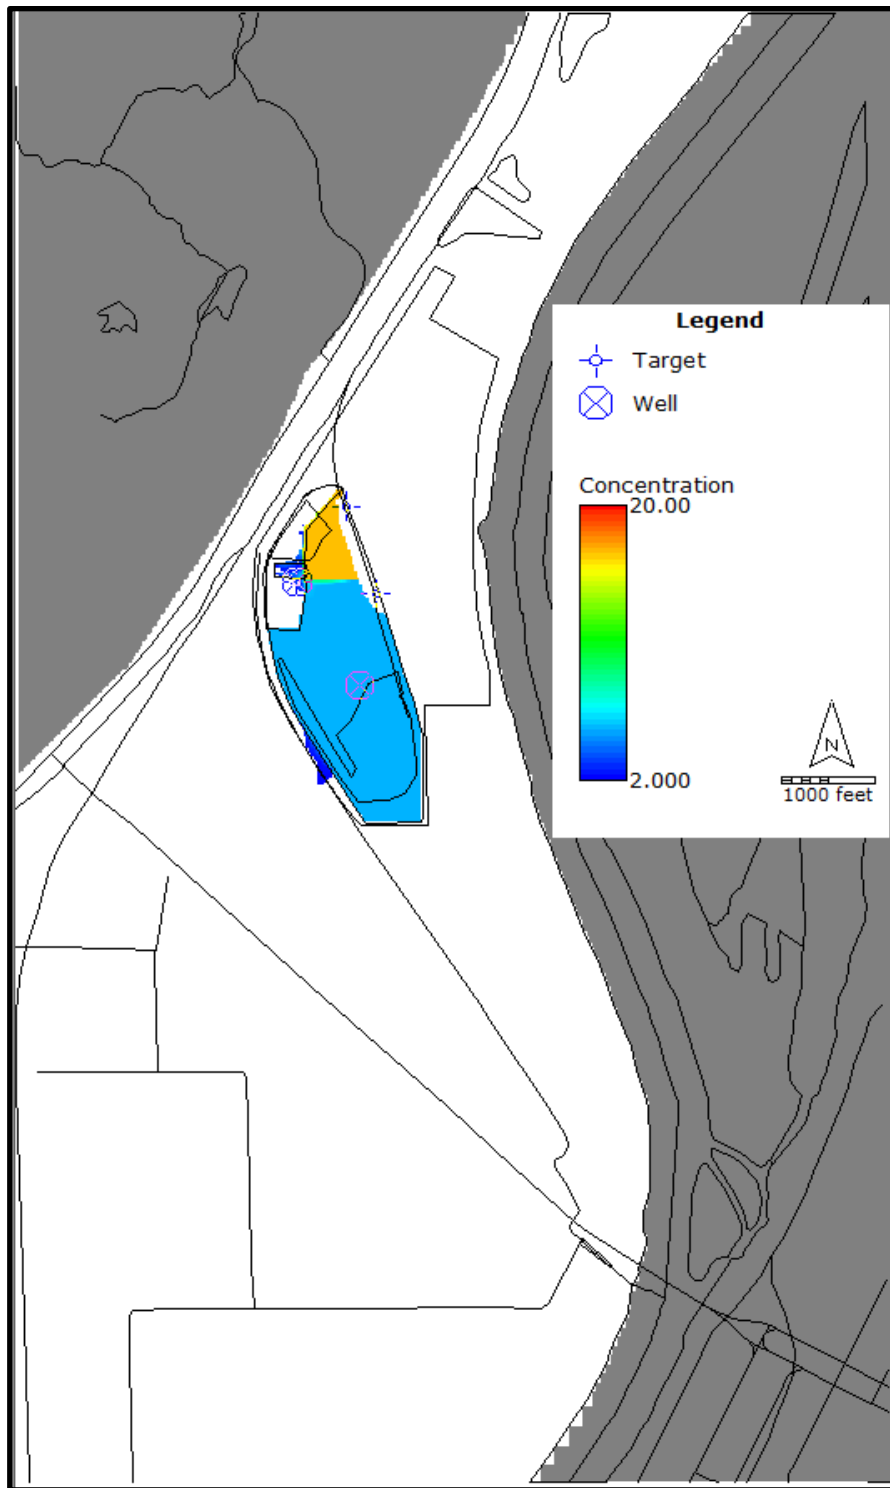 Legend
Target
Well
Concentration
20.00
2.000
N
1000 feet